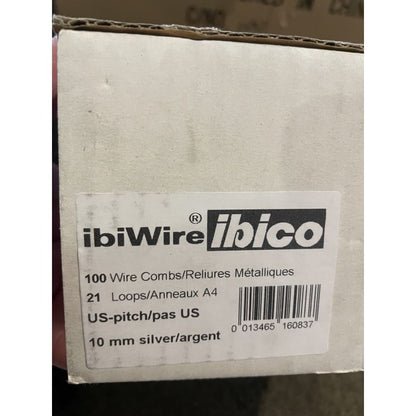 ibiWire® ibico
100 Wire Combs/Reliures Métalliques
21 Loops/Anneaux A4
US-pitch/pas US
10 mm silver/argent
0 013465 160837